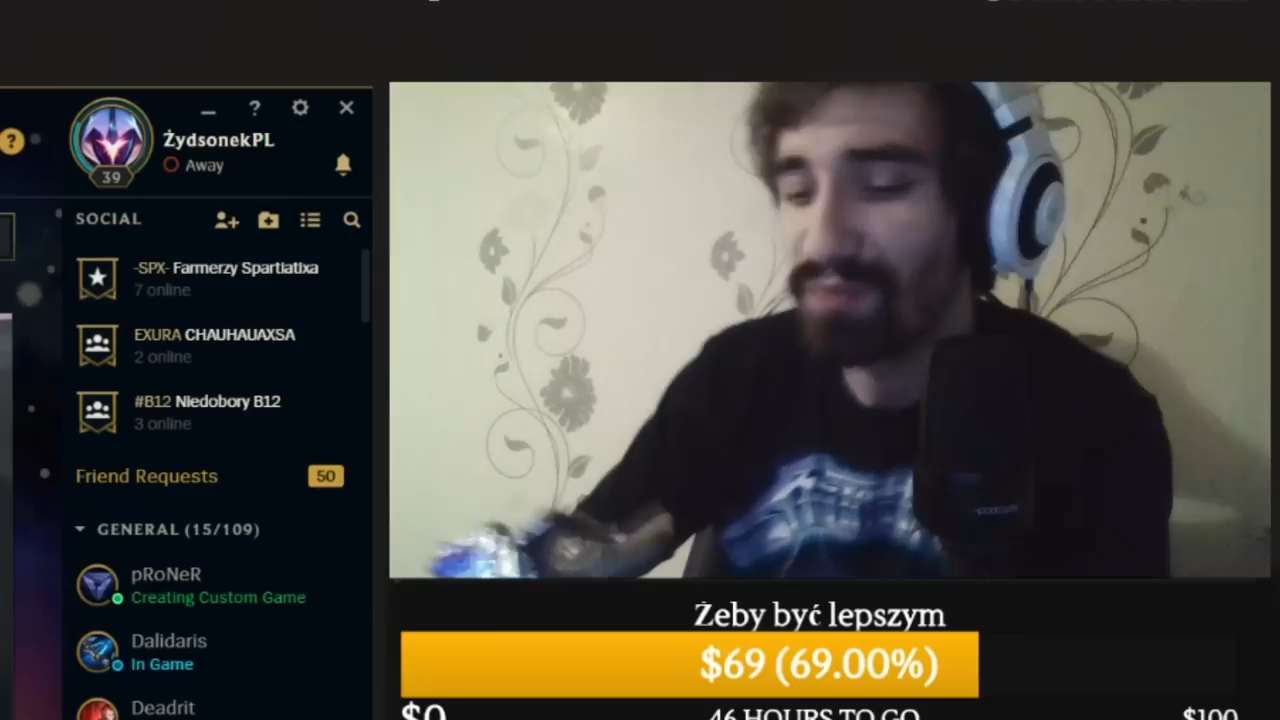 ?
?
ŻydsonekPL
39
Away
SOCIAL
-SPX- Farmerzy Spartiatixa
7 online
EXURA CHAUHAUAXSA
2 online
#B12 Niedobory B12
3 online
Friend Requests
50
GENERAL (15/109)
pRoNeR
Creating Custom Game
Dalidaris
In Game
Deadrit
Żeby być lepszym
$69 (69.00%)
$0
46 HOURS TO GO
$100